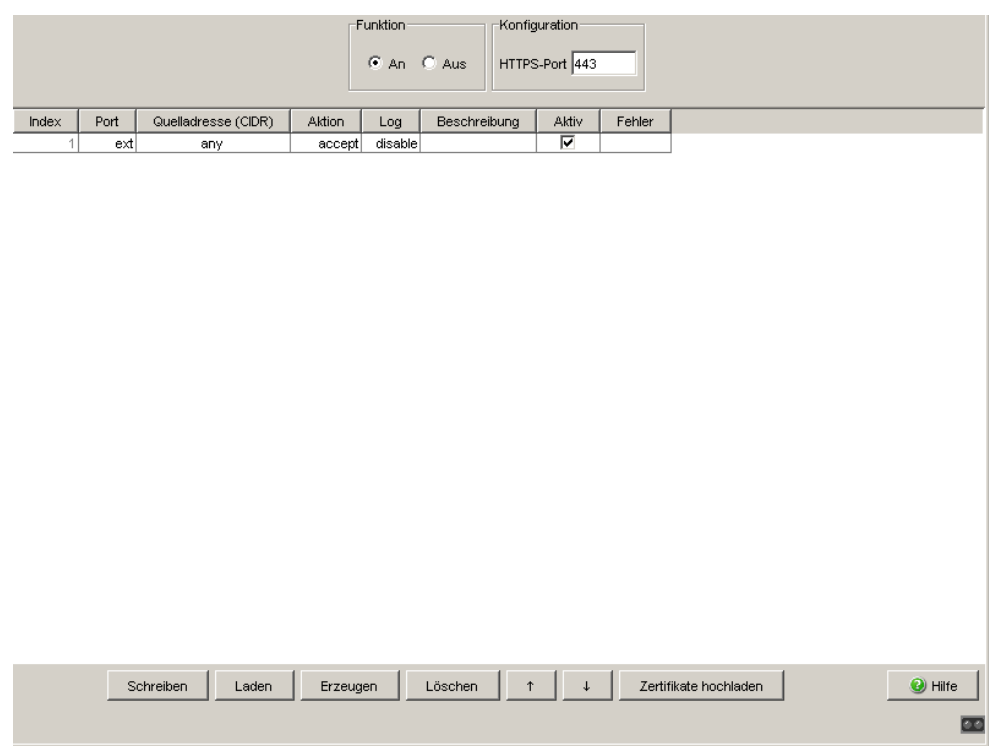 Funktion Konfiguration
An Aus HTTPS-Port 443
Index Port Quelladresse (CIDR) Aktion Log Beschreibung Aktiv Fehler
1 ext any accept disable
Schreiben Laden Erzeugen Löschen ↑ ↓ Zertifikate hochladen Hilfe